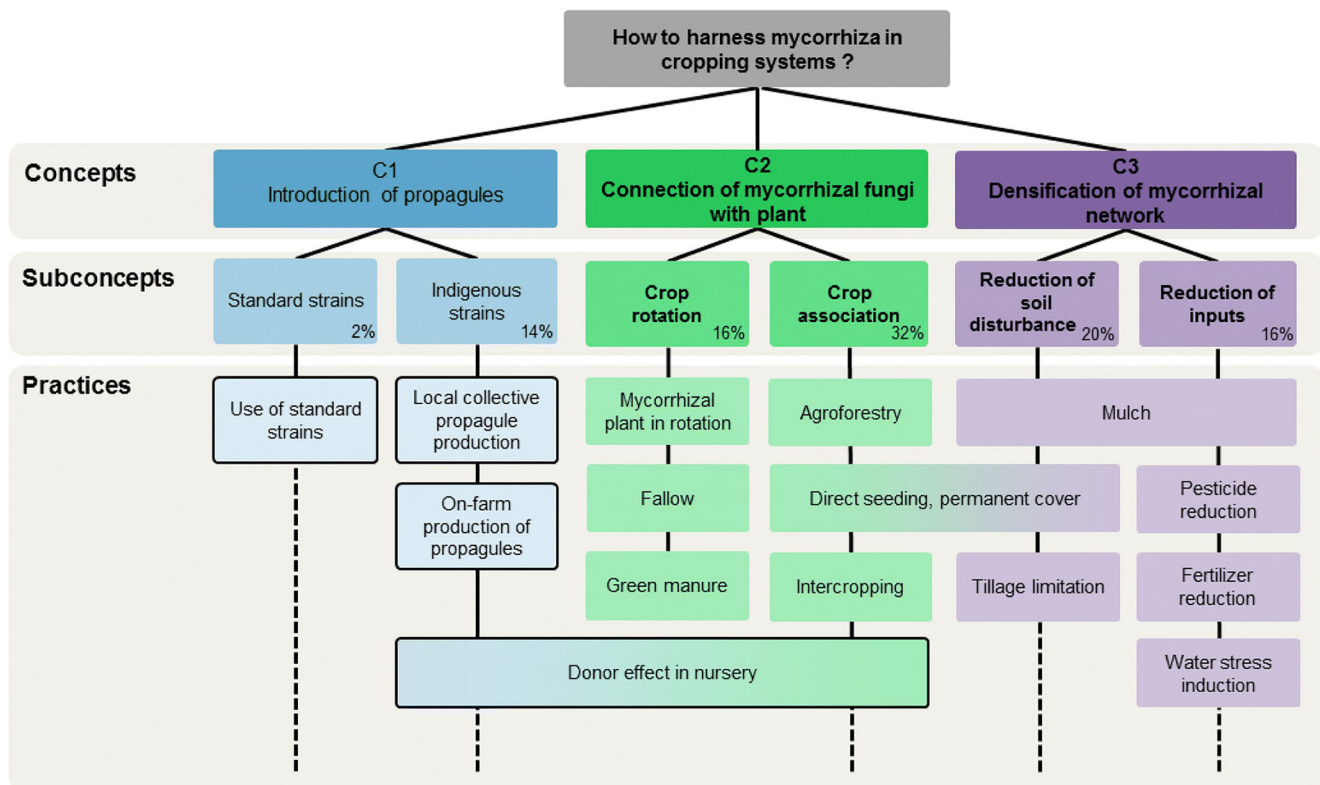 How to harness mycorrhiza in
cropping systems ?
Concepts
C1
Introduction of propagules
C2
Connection of mycorrhizal fungi
with plant
C3
Densification of mycorrhizal
network
Subconcepts
Standard strains
2%
Indigenous
strains
14%
Crop
rotation
16%
Crop
association
32%
Reduction of
soil
disturbance
20%
Reduction of
inputs
16%
Practices
Use of standard
strains
Local collective
propagule
production
Mycorrhizal
plant in rotation
Agroforestry
Mulch
On-farm
production of
propagules
Fallow
Direct seeding, permanent cover
Pesticide
reduction
Green manure
Intercropping
Tillage limitation
Fertilizer
reduction
Donor effect in nursery
Water stress
induction